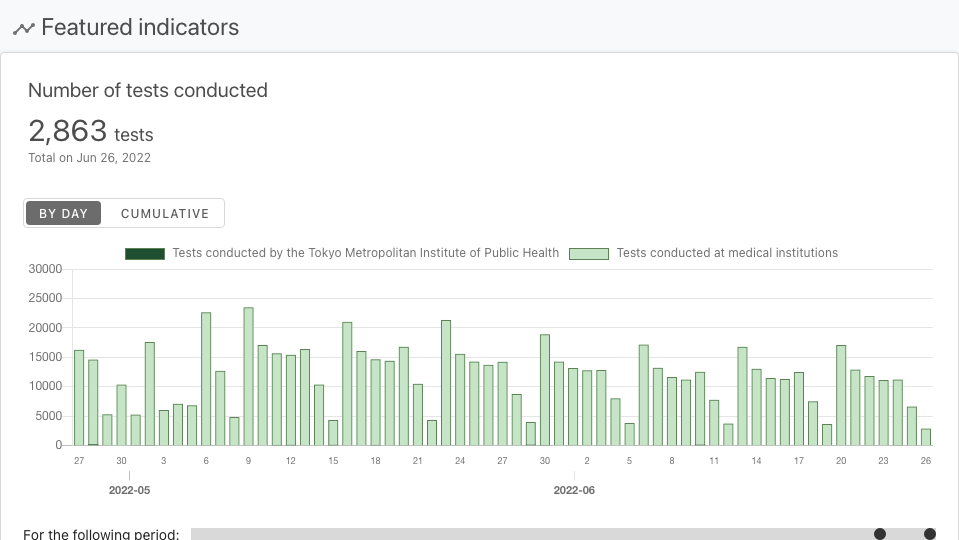 Featured indicators
Number of tests conducted
2,863 tests
Total on Jun 26, 2022
BY DAY CUMULATIVE
Tests conducted by the Tokyo Metropolitan Institute of Public Health Tests conducted at medical institutions
30000
25000
20000
15000
10000
5000
0
27 30 3 6 9 12 15 18 21 24 27 30 2 5 8 11 14 17 20 23 26
2022-05 2022-06
For the following period: